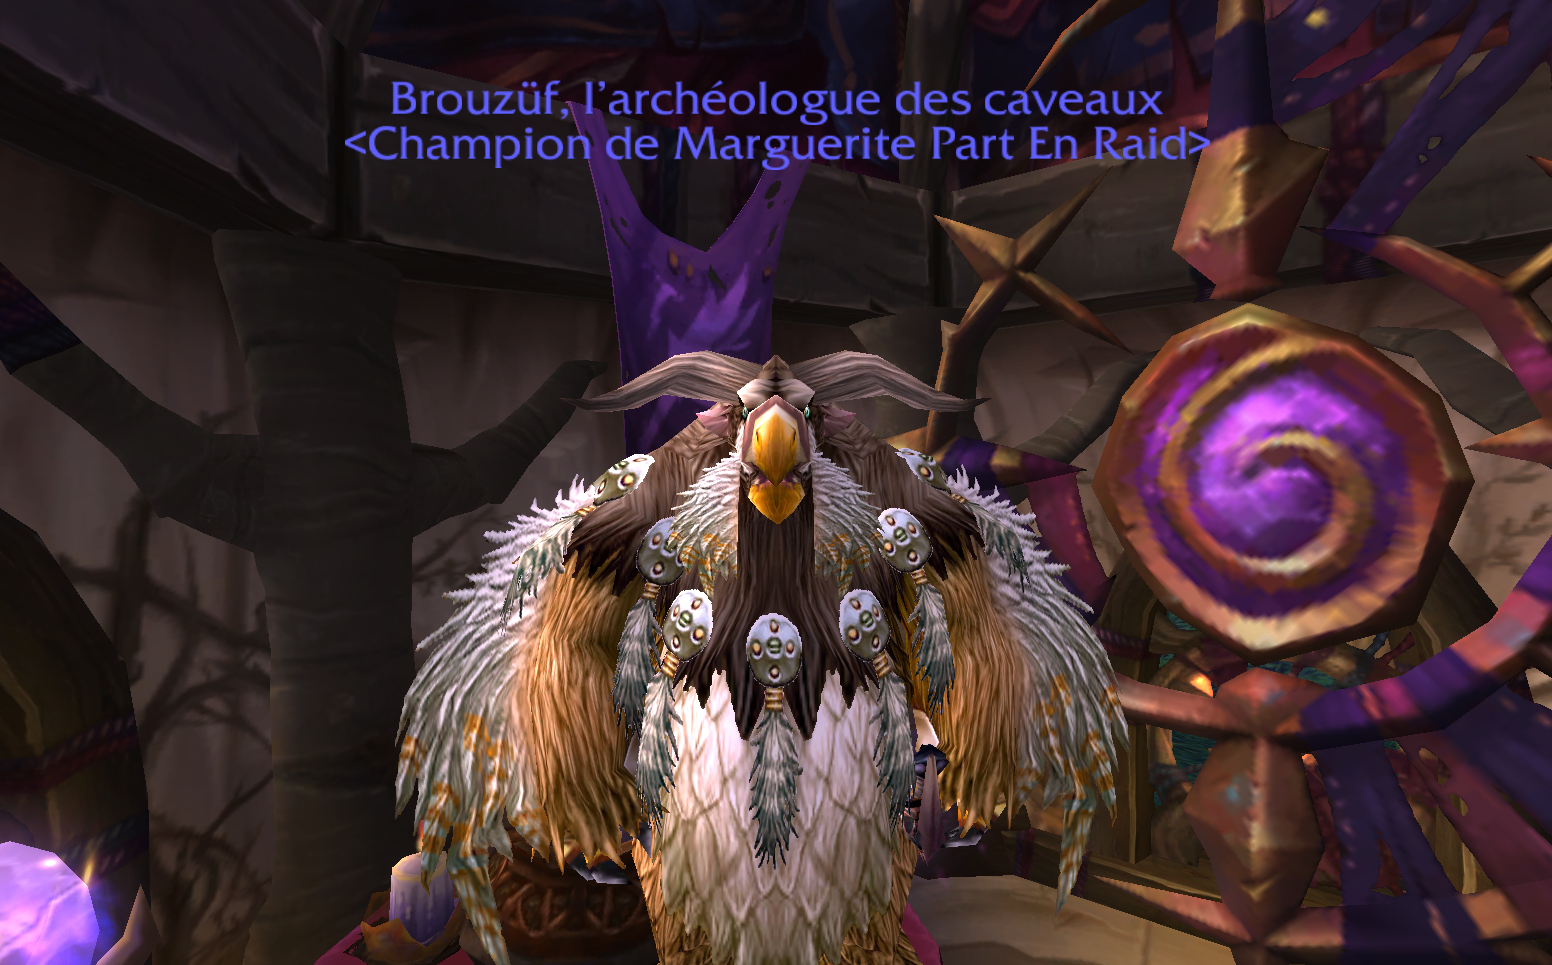 Brouzüf, l'archéologue des caveaux
<Champion de Marguerite Part En Raid>